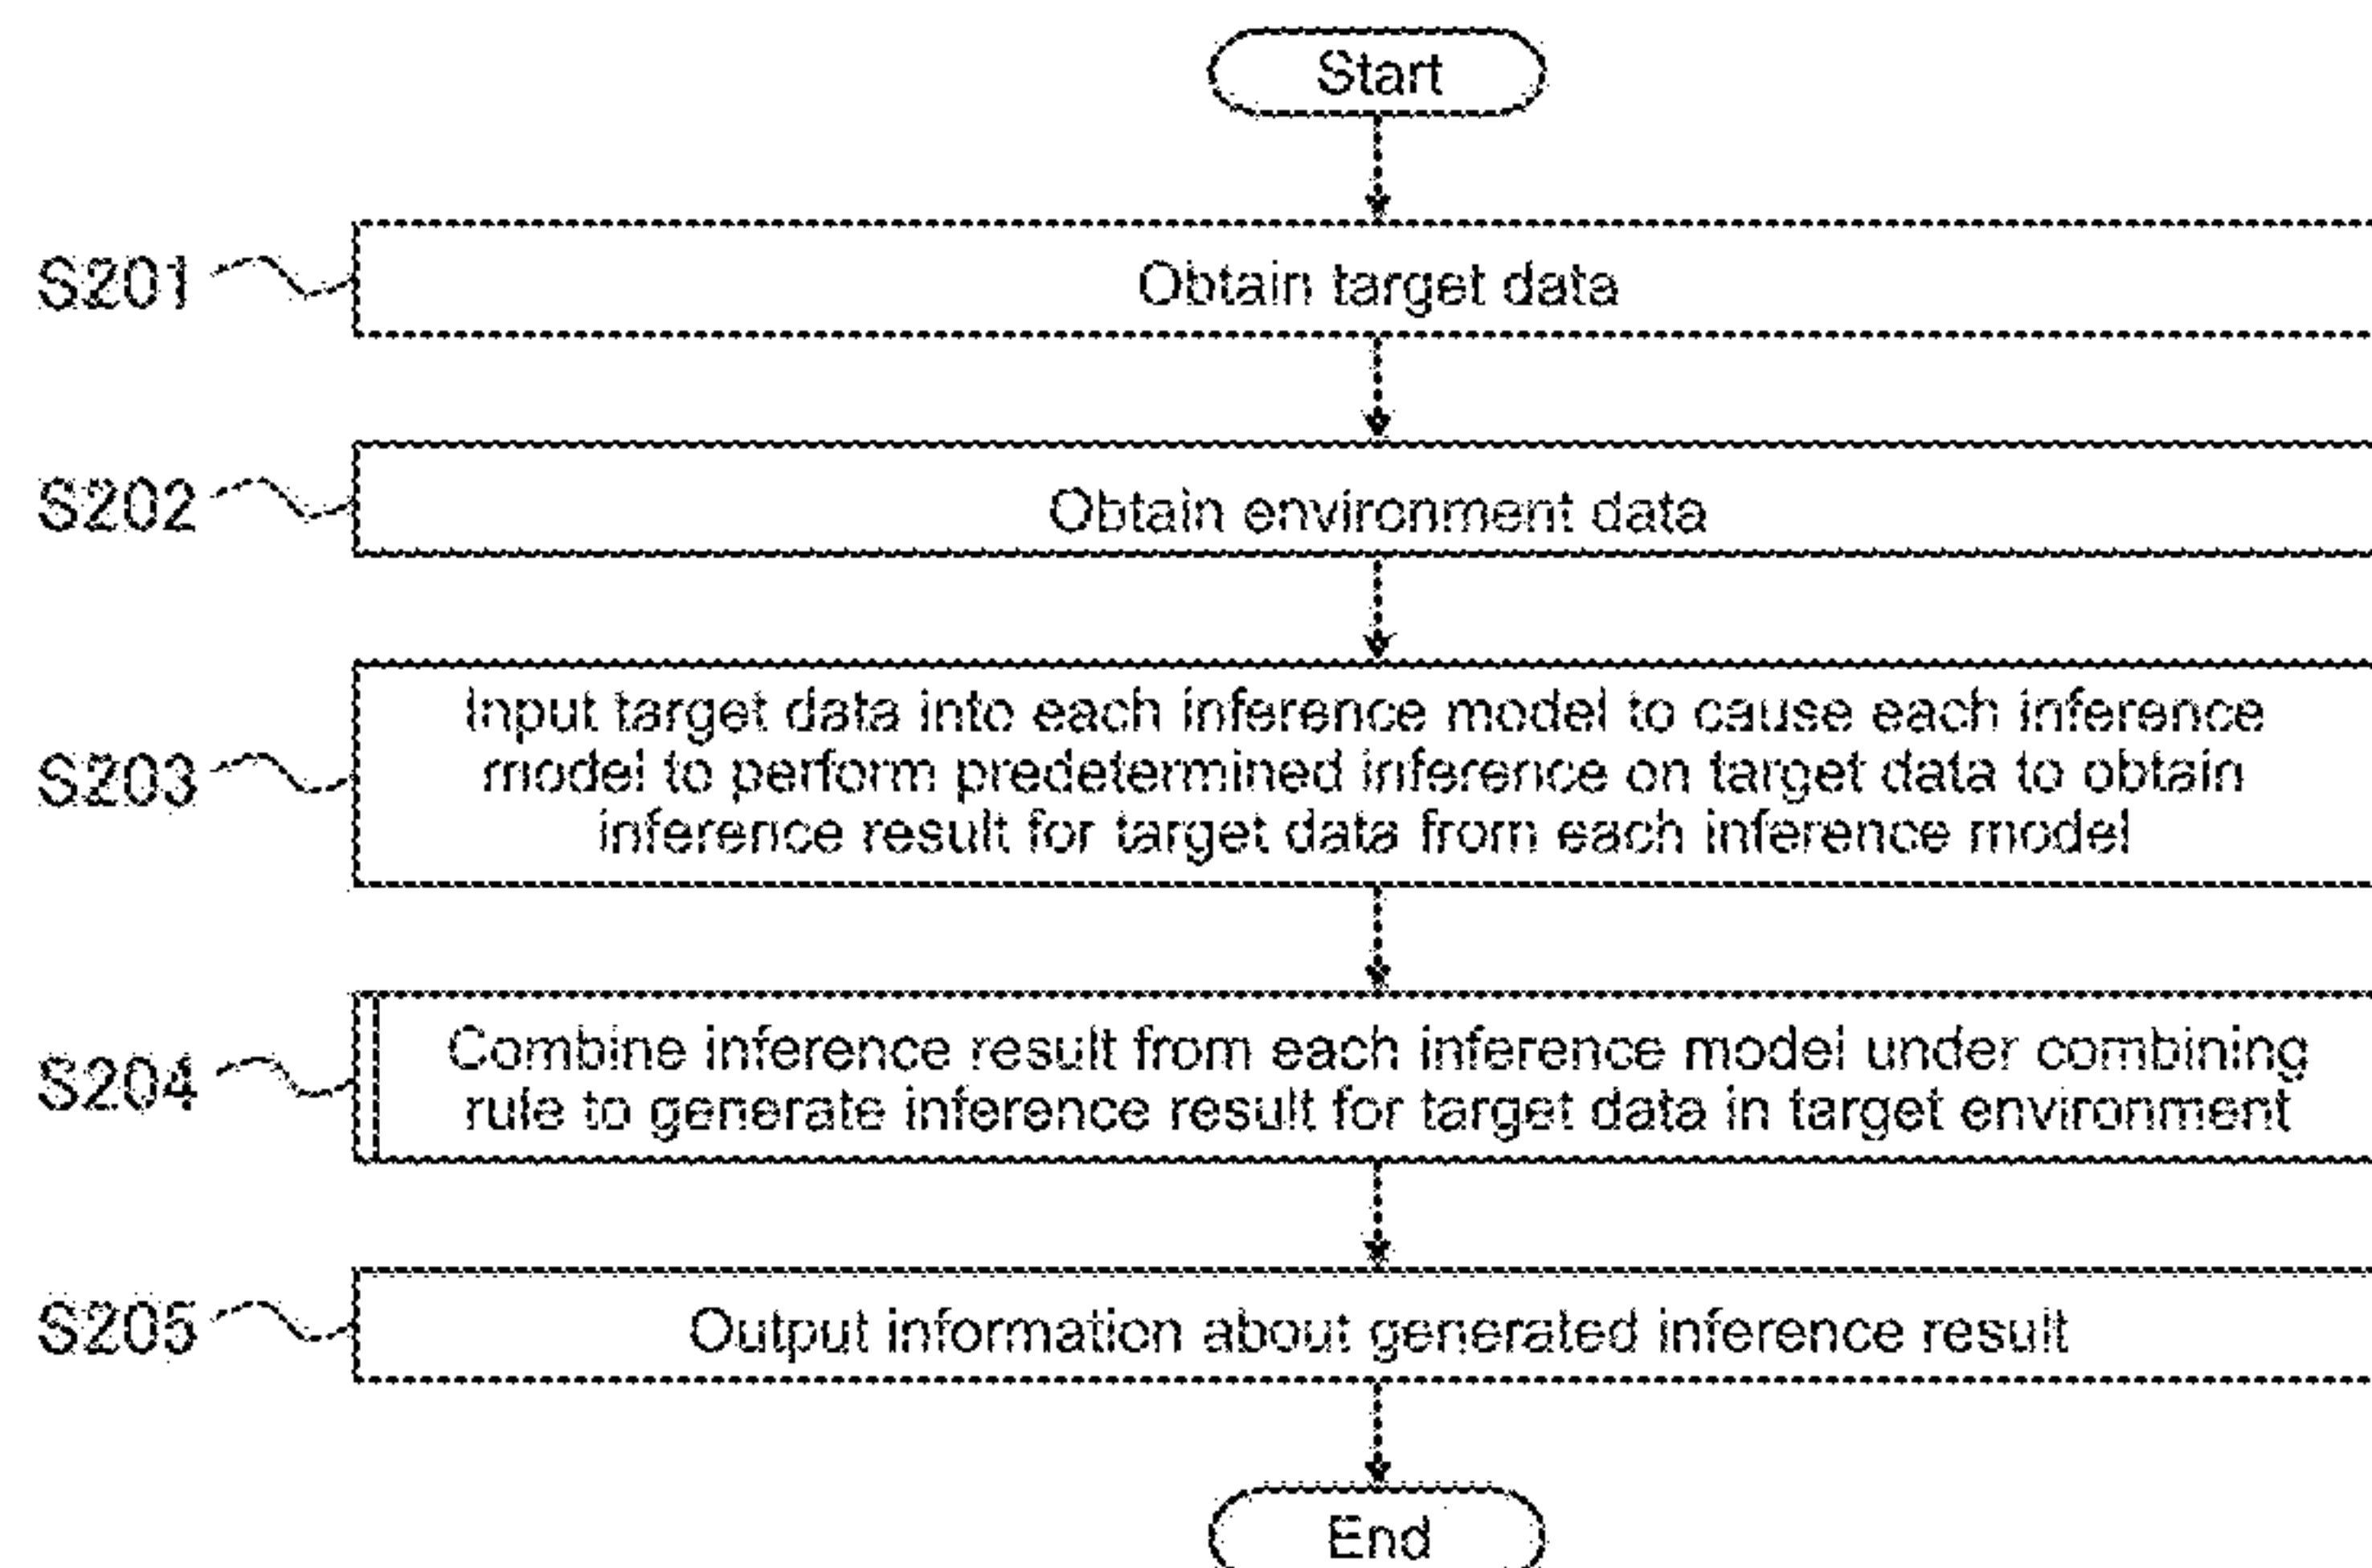 Start
S201
Obtain target data
S202
Obtain environment data
S203
Input target data into each inference model to cause each inference
model to perform predetermined inference on target data to obtain
inference result for target data from each inference model
S204
Combine inference result from each inference model under combining
rule to generate inference result for target data in target environment
S205
Output information about generated inference result
End